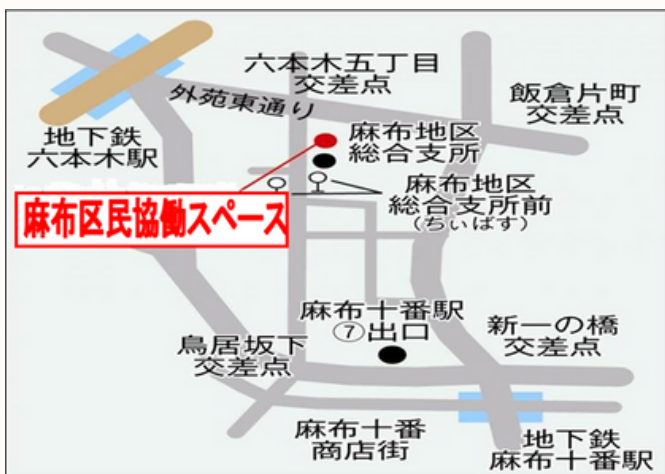 六本木五丁目
交差点
外苑東通り
飯倉片町
交差点
地下鉄
六本木駅
麻布地区
総合支所
麻布地区
総合支所前
(ちぃばす)
麻布区民協働スペース
麻布十番駅
⑦出口
鳥居坂下
交差点
新一の橋
交差点
麻布十番
商店街
地下鉄
麻布十番駅